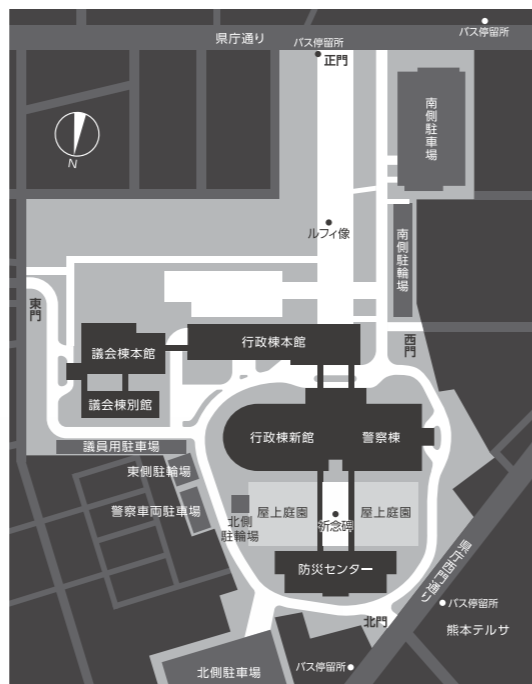 バス停留所
県庁通り
バス停留所
正門
南側駐車場
N
ルフィ像
南側駐輪場
東門
行政棟本館
西門
議会棟本館
議会棟別館
行政棟新館
警察棟
議員用駐車場
東側駐輪場
警察車両駐車場
北側
駐輪場
屋上庭園
祈念碑
屋上庭園
県庁西門通り
防災センター
バス停留所
北門
熊本テルサ
バス停留所
北側駐車場